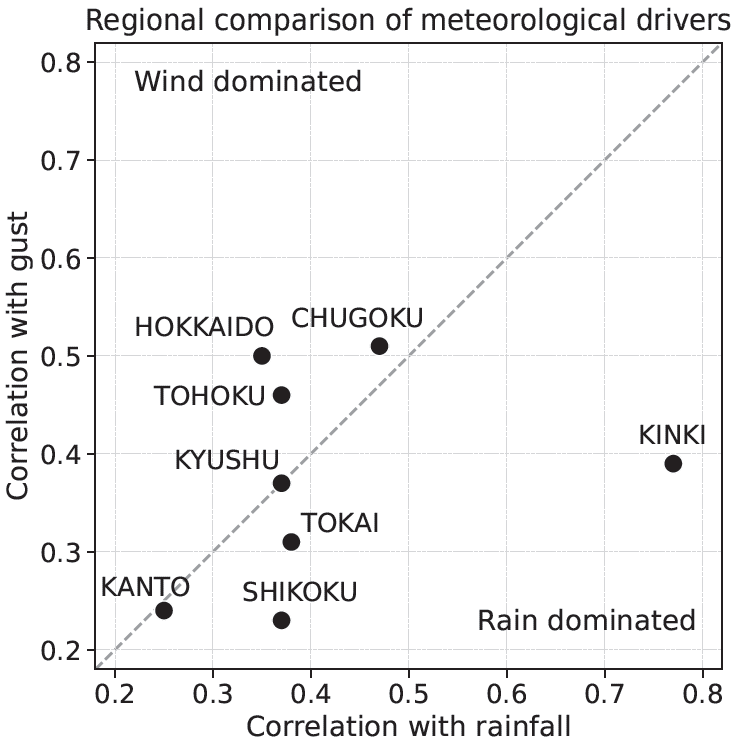 Regional comparison of meteorological drivers
0.8
Wind dominated
0.7
0.6
CHUGOKU
HOKKAIDO
0.5
TOHOKU
KINKI
KYUSHU
0.4
TOKAI
0.3
KANTO
SHIKOKU
Rain dominated
0.2
Correlation with gust
0.2 0.3 0.4 0.5 0.6 0.7 0.8
Correlation with rainfall